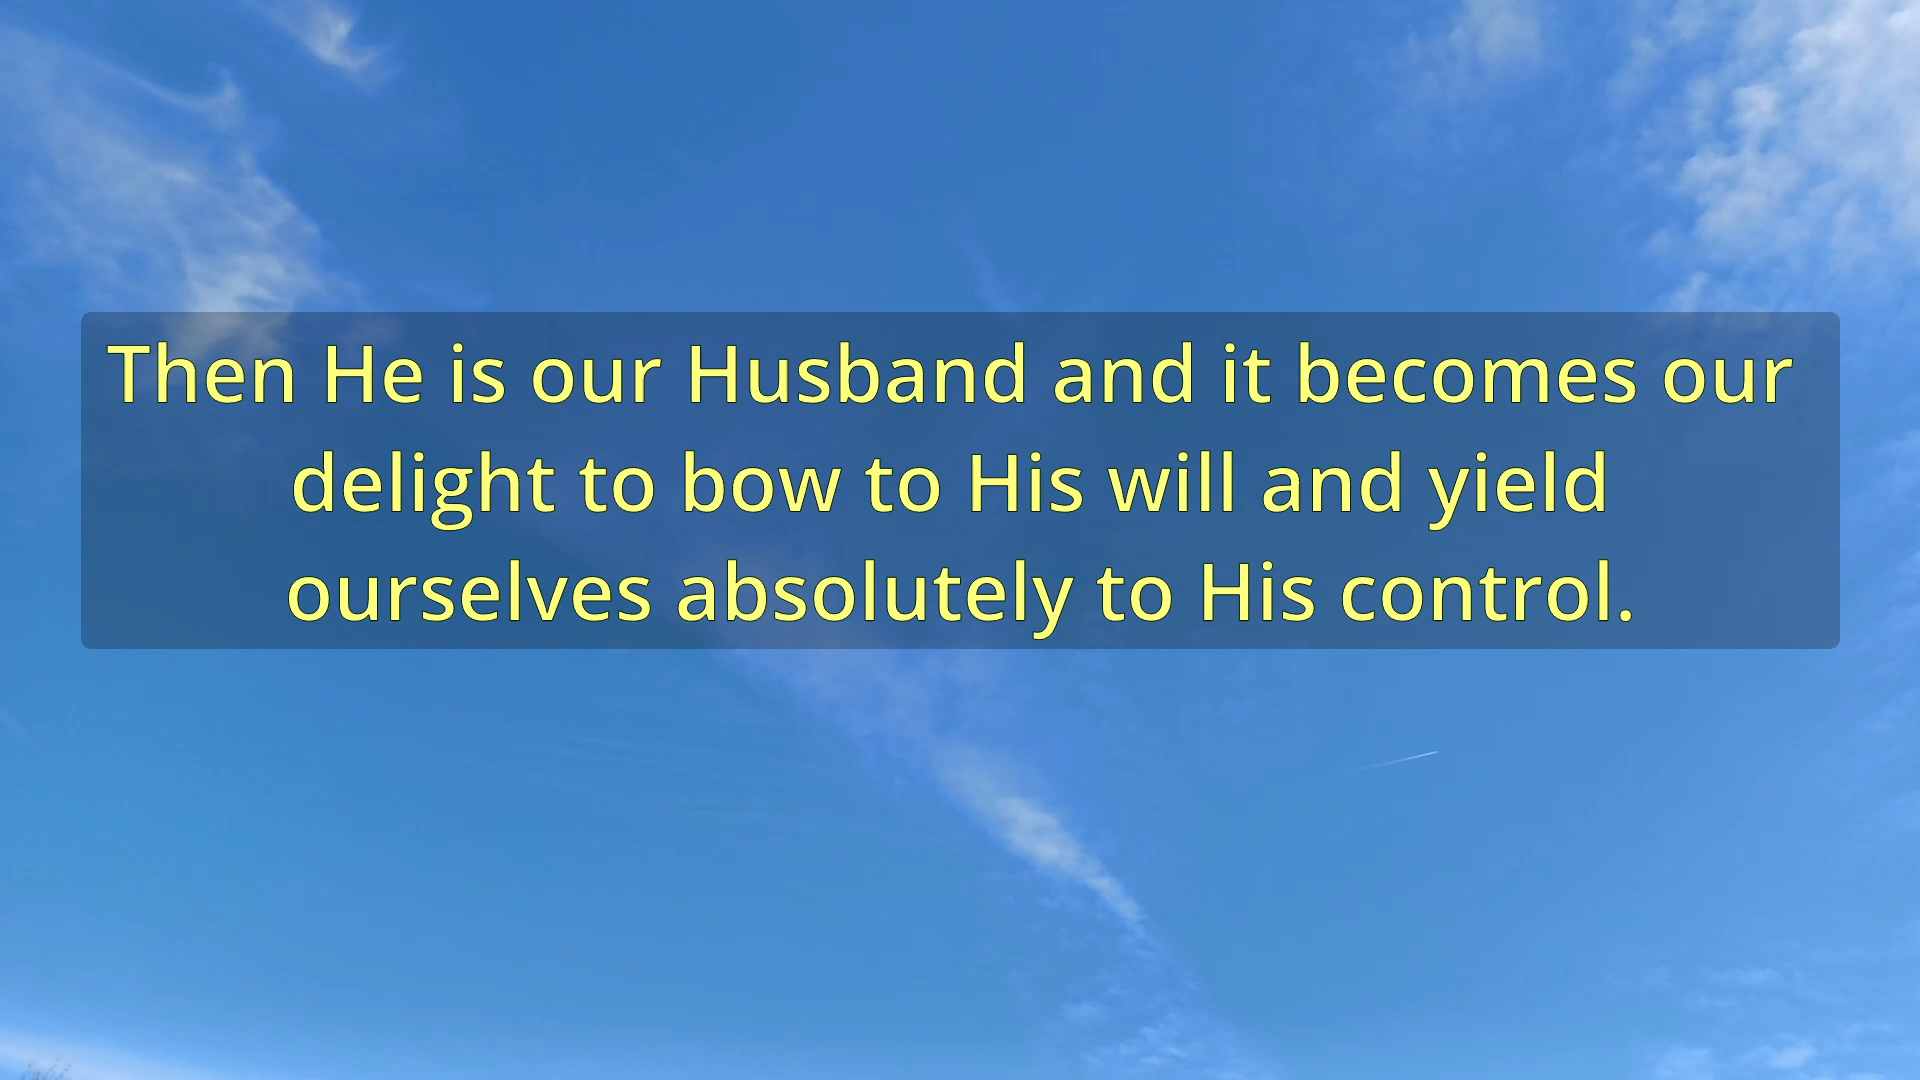 Then He is our Husband and it becomes our
delight to bow to His will and yield
ourselves absolutely to His control.